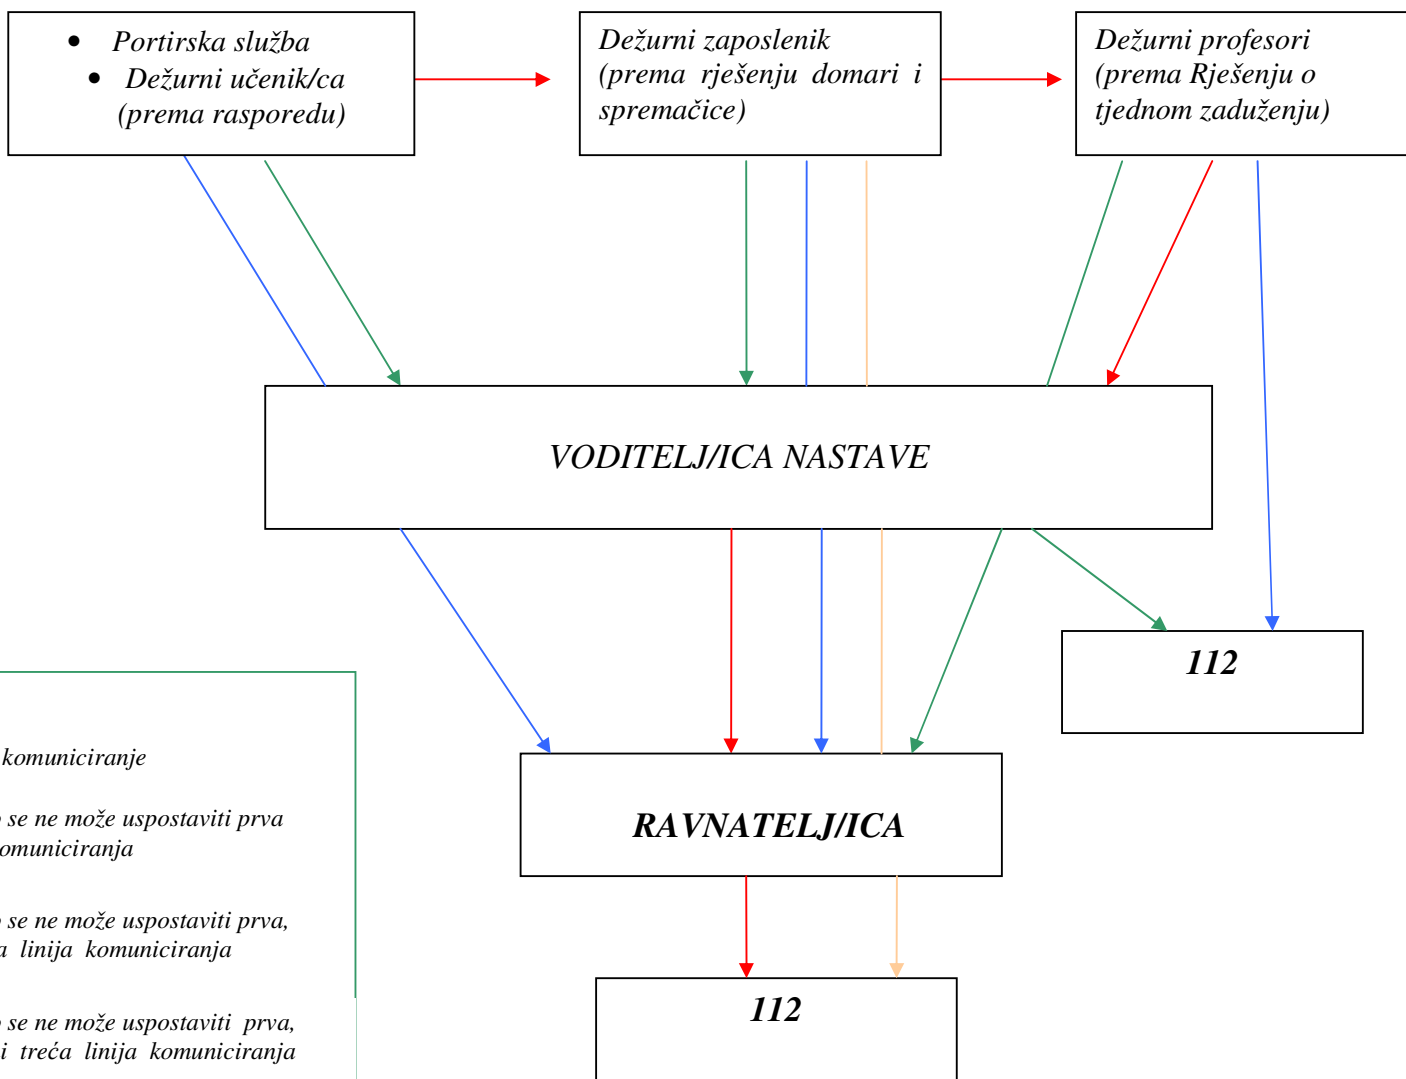 • Portirska služba
• Dežurni učenik/ca
(prema rasporedu)
Dežurni zaposlenik
(prema rješenju domari i
spremačice)
Dežurni profesori
(prema Rješenju o
tjednom zaduženju)
VODITELJ/ICA NASTAVE
112
RAVNATELJ/ICA
112
komuniciranje
se ne može uspostaviti prva
komuniciranja
se ne može uspostaviti prva,
linija komuniciranja
se ne može uspostaviti prva,
i treća linija komuniciranja